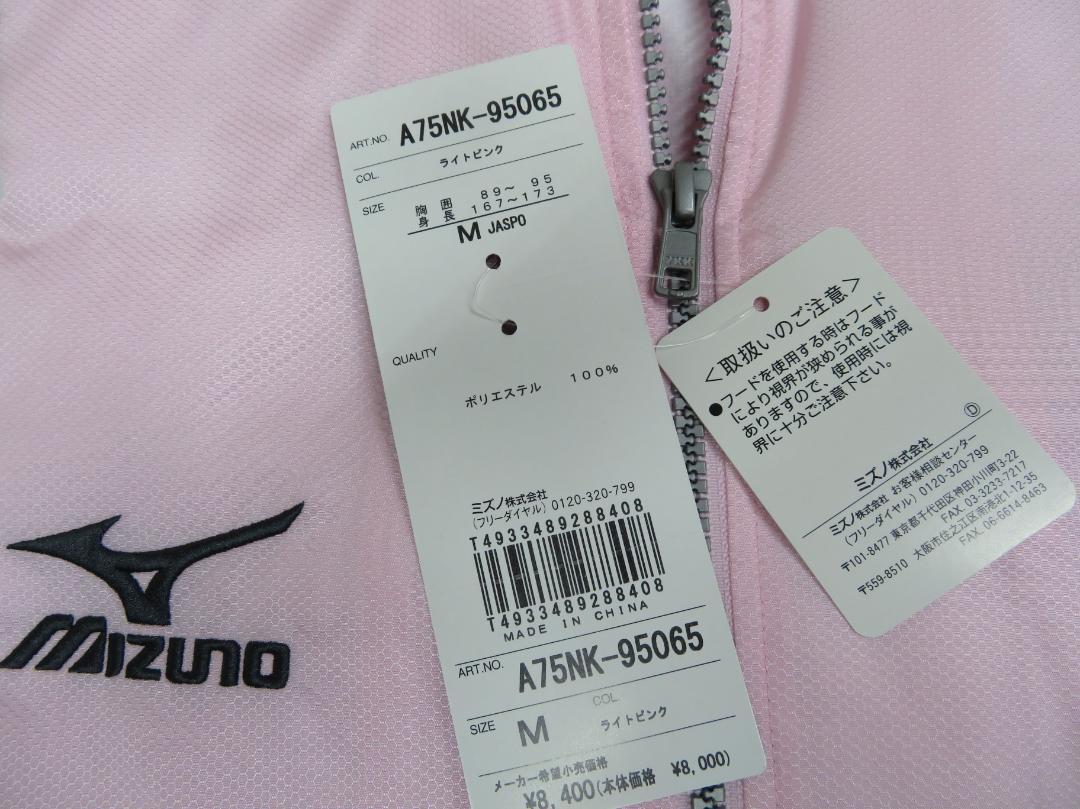 ART.NO. A75NK-95065
COL. ライトピンク
SIZE 胸囲 89～95
身長 167～173
M JASPO
QUALITY
ポリエステル 100%
ミズノ株式会社
(フリーダイヤル) 0120-320-799
T4933489288408
T4933489288408
MADE IN CHINA
ART.NO. A75NK-95065
COL
SIZE M ライトピンク
メーカー希望小売価格
¥8,400(本体価格 ¥8,000)
YKK
<取扱いのご注意>
●フードを使用する時はフード
により視界が狭められる事が
ありますので、使用時には視
界に十分ご注意下さい。
Ⓓ
ミズノ株式会社
ミズノ株式会社 お客様相談センター
(フリーダイヤル) 0120-320-799
〒101-8477 東京都千代田区神田小川町3-22
FAX. 03-3233-7217
〒559-8510 大阪市住之江区南港北1-12-35
FAX. 06-6614-8463
MIZUNO